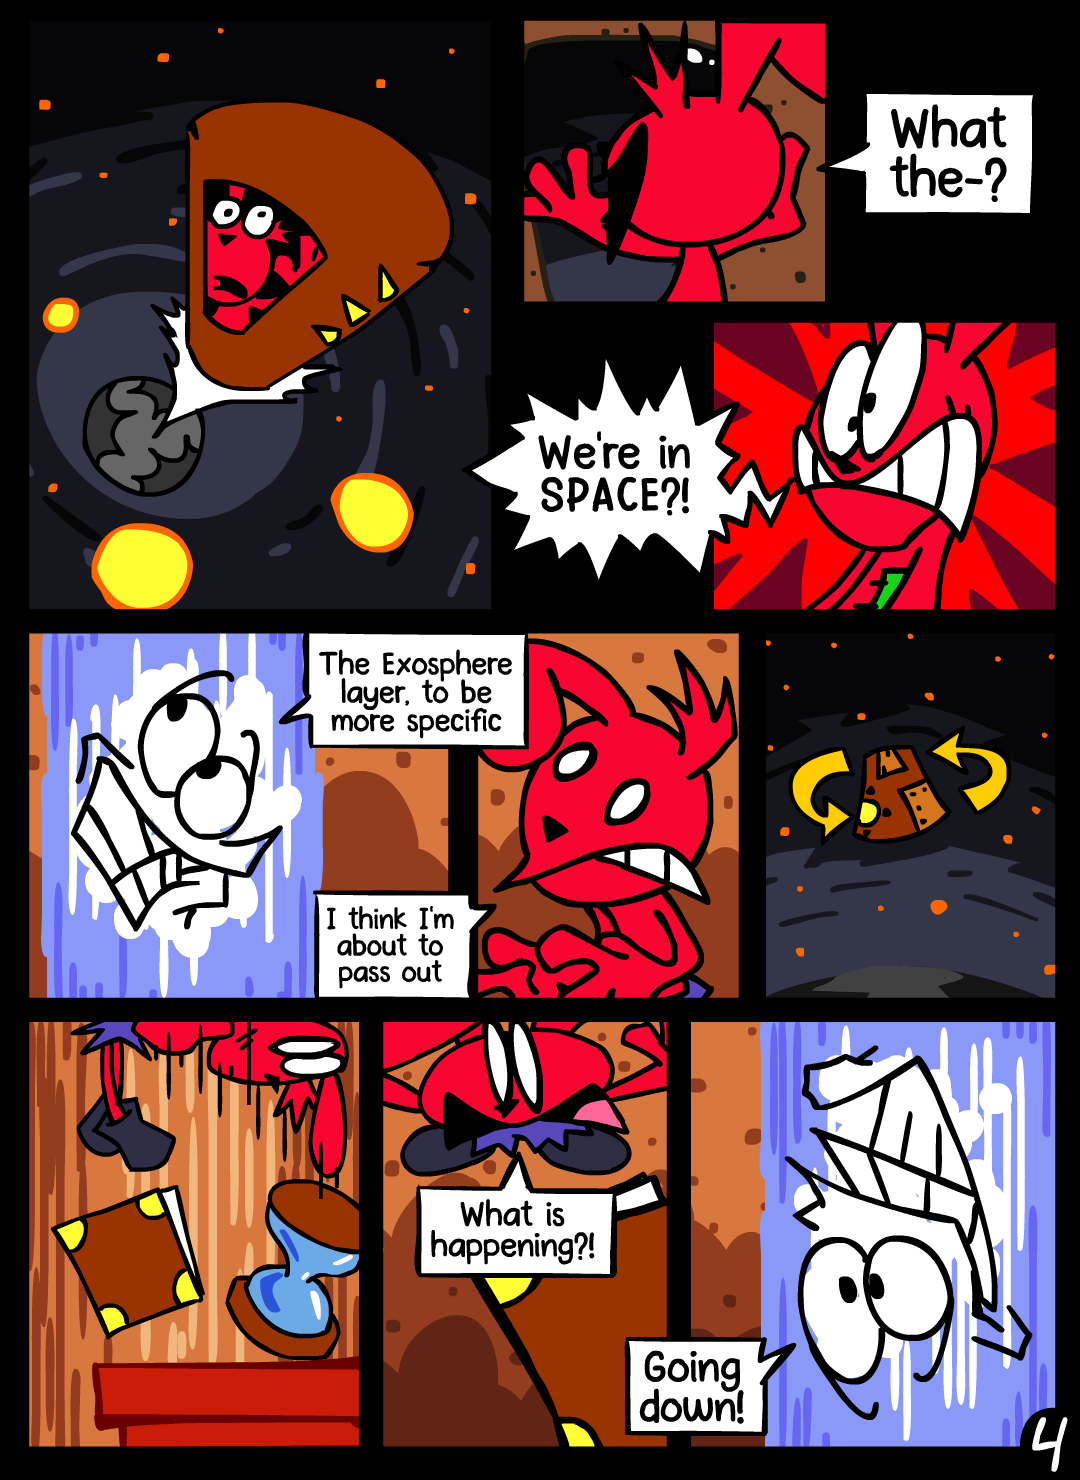 What
the-?
We're in
SPACE?!
The Exosphere
layer, to be
more specific
I think I'm
about to
pass out
What is
happening?!
Going
down!
4